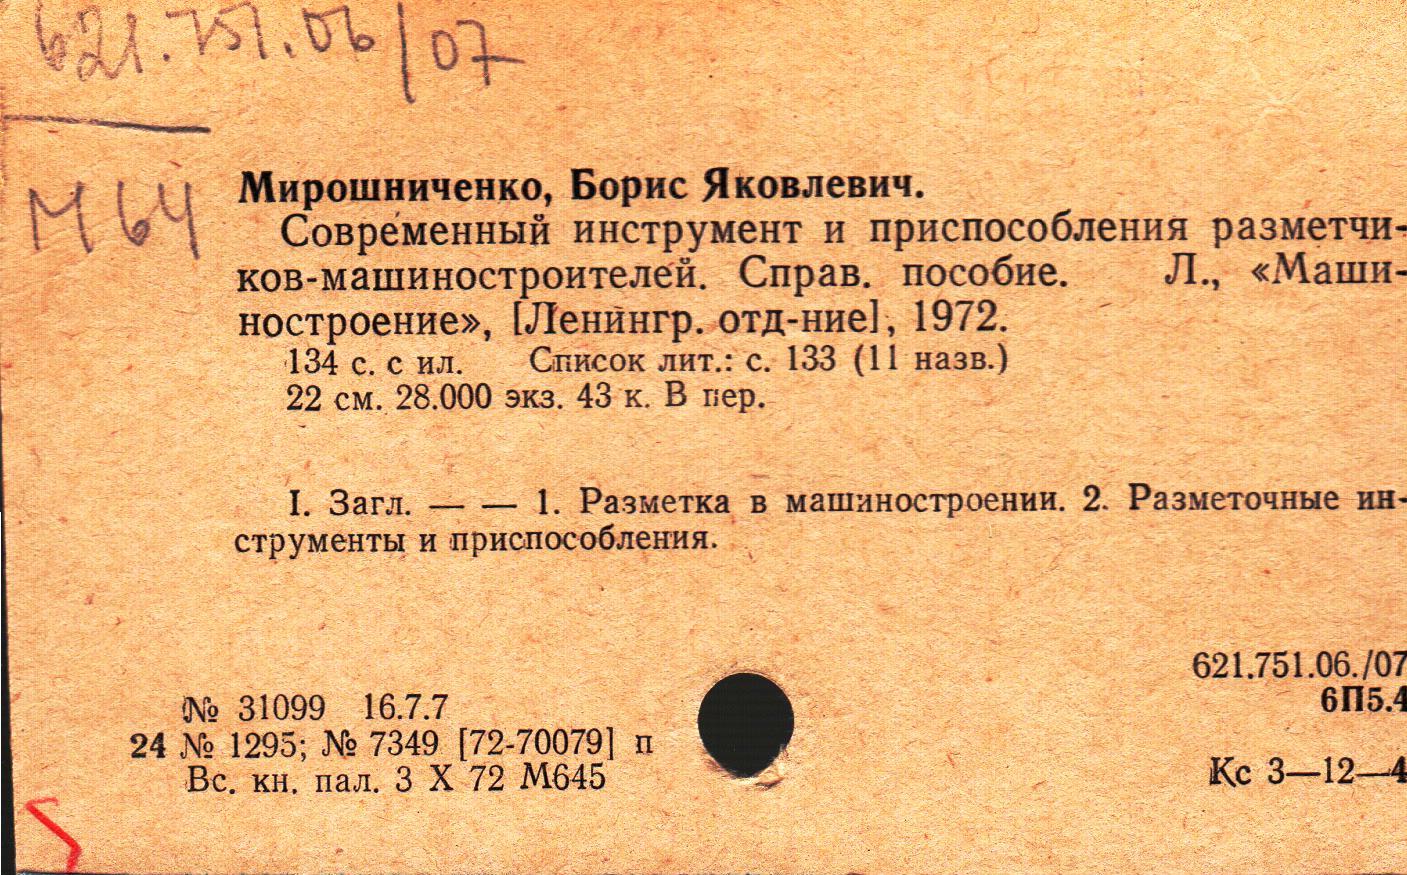 621.751.06/07
М64
Мирошниченко, Борис Яковлевич.
Современный инструмент и приспособления разметчи-
ков-машиностроителей. Справ. пособие. Л., «Маши-
ностроение», [Ленингр. отд-ние], 1972.
134 с. с ил. Список лит.: с. 133 (11 назв.)
22 см. 28.000 экз. 43 к. В пер.
I. Загл. — — 1. Разметка в машиностроении. 2. Разметочные ин-
струменты и приспособления.
621.751.06./07
6П5.4
№ 31099 16.7.7
24 № 1295; № 7349 [72-70079] п
Вс. кн. пал. 3 X 72 М645
Кс 3—12—4